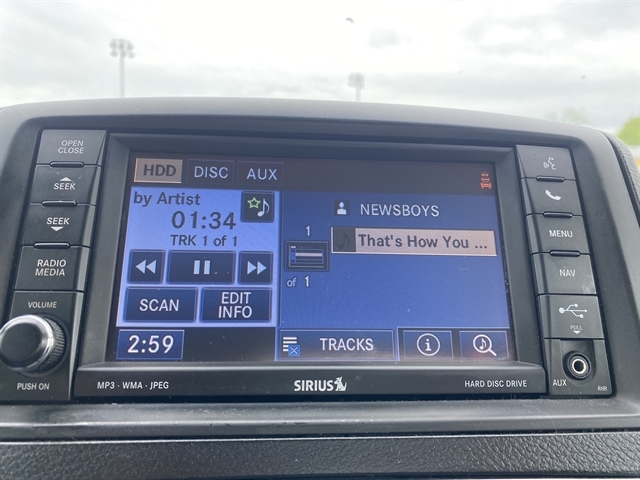 OPEN
CLOSE
SEEK
SEEK
RADIO
MEDIA
VOLUME
PUSH ON
HDD DISC AUX
by Artist
01:34
TRK 1 of 1
SCAN
EDIT
INFO
2:59
NEWSBOYS
1
That's How You ...
of 1
TRACKS
MENU
NAV
PULL
AUX
RHR
MP3 · WMA · JPEG
SIRIUS
HARD DISC DRIVE